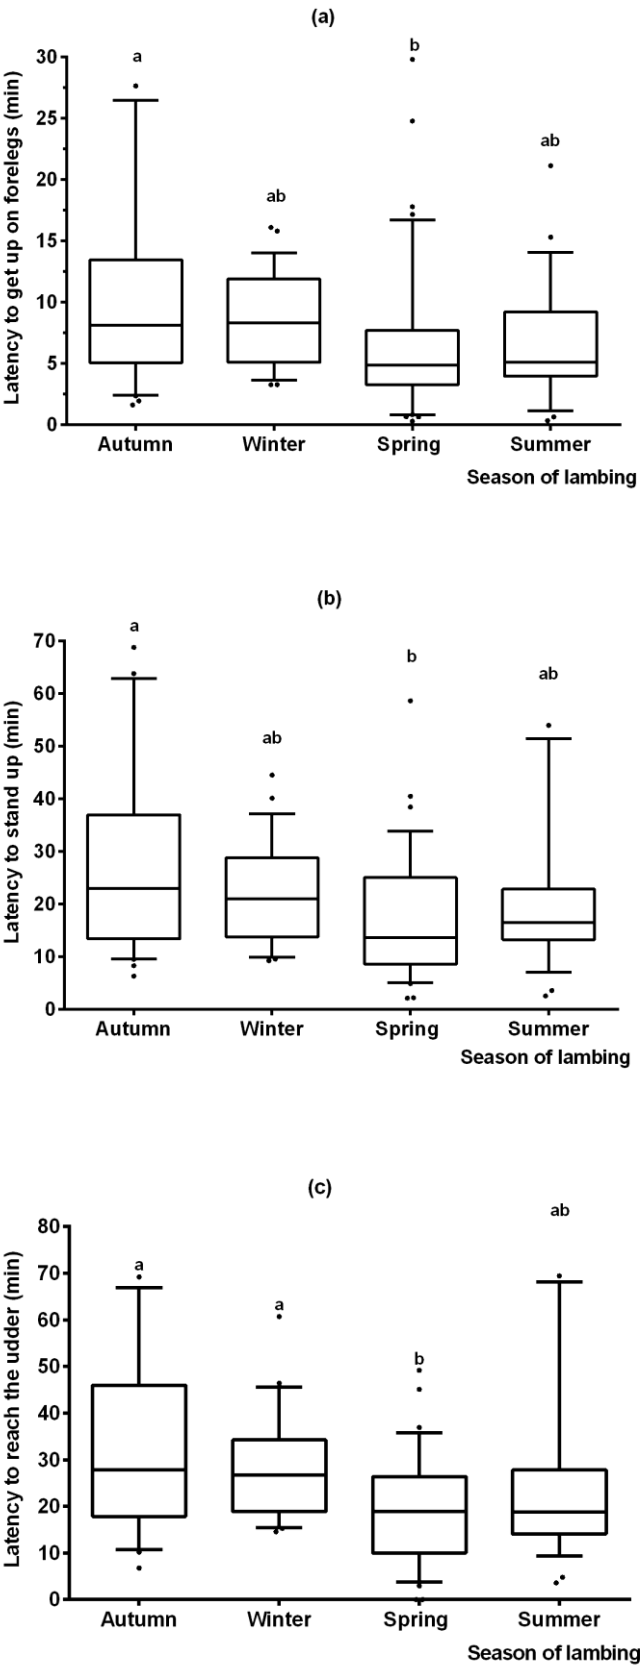 (a)
Latency to get up on forelegs (min)
30
25
20
15
10
5
0
a
ab
b
ab
Autumn Winter Spring Summer
Season of lambing
(b)
Latency to stand up (min)
70
60
50
40
30
20
10
0
a
ab
b
ab
Autumn Winter Spring Summer
Season of lambing
(c)
Latency to reach the udder (min)
80
70
60
50
40
30
20
10
0
a
a
b
ab
Autumn Winter Spring Summer
Season of lambing